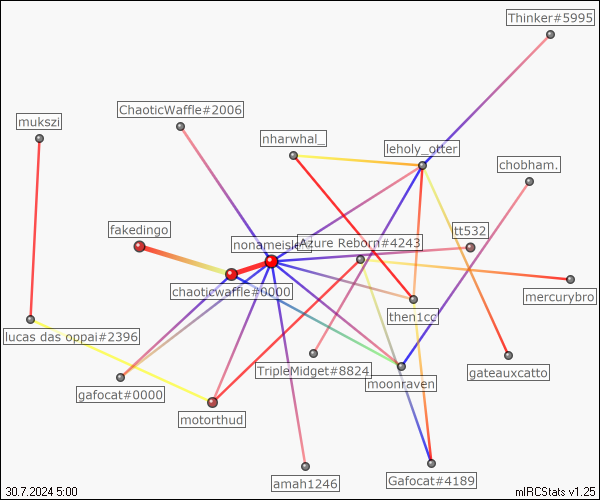 Thinker#5995
ChaoticWaffle#2006
mukszi
nharwhal_
leholy_otter
chobham.
fakedingo
tt532
Azure Reborn#4243
chaoticwaffle#0000
mercurybro
then1cc
lucas das oppai#2396
TripleMidget#8824
gateauxcatto
moonraven
gafocat#0000
motorthud
amah1246
Gafocat#4189
30.7.2024 5:00
mIRCStats v1.25